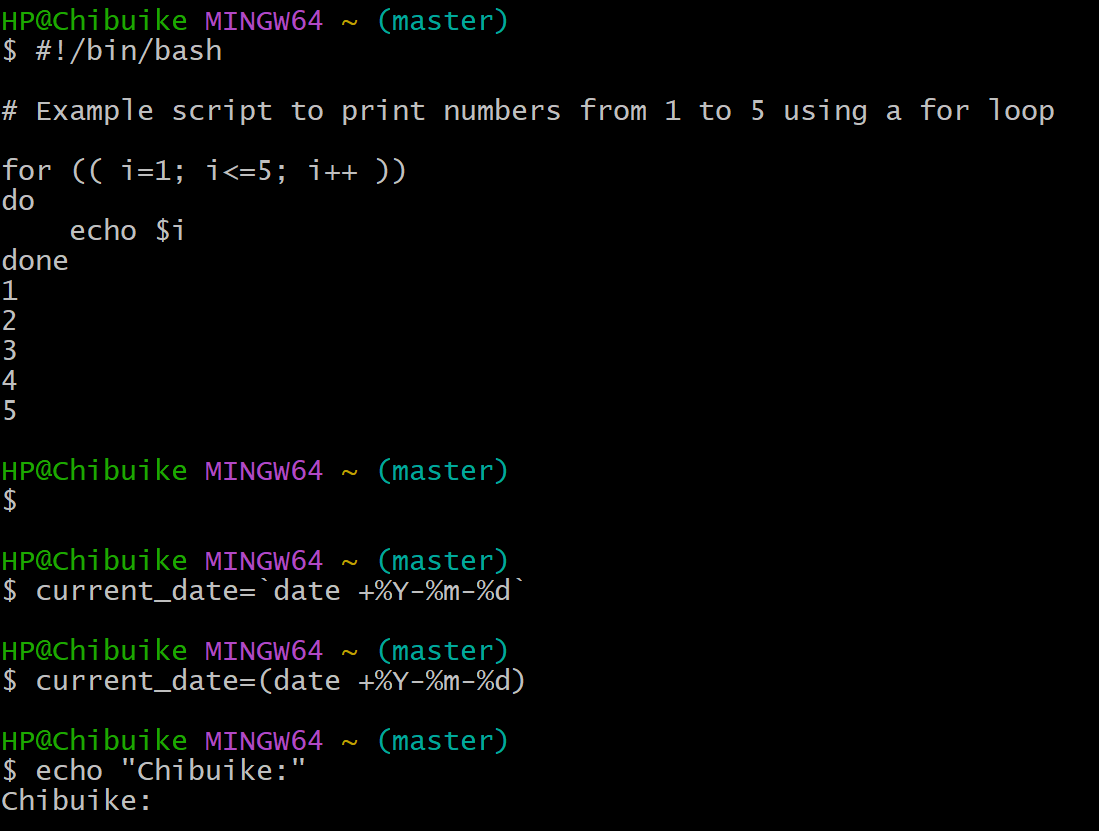 HP@Chibuike MINGW64 ~ (master)
$ #!/bin/bash
# Example script to print numbers from 1 to 5 using a for loop
for (( i=1; i<=5; i++ ))
do
    echo $i
done
1
2
3
4
5
HP@Chibuike MINGW64 ~ (master)
$
HP@Chibuike MINGW64 ~ (master)
$ current_date=`date +%Y-%m-%d`
HP@Chibuike MINGW64 ~ (master)
$ current_date=(date +%Y-%m-%d)
HP@Chibuike MINGW64 ~ (master)
$ echo "Chibuike:"
Chibuike: